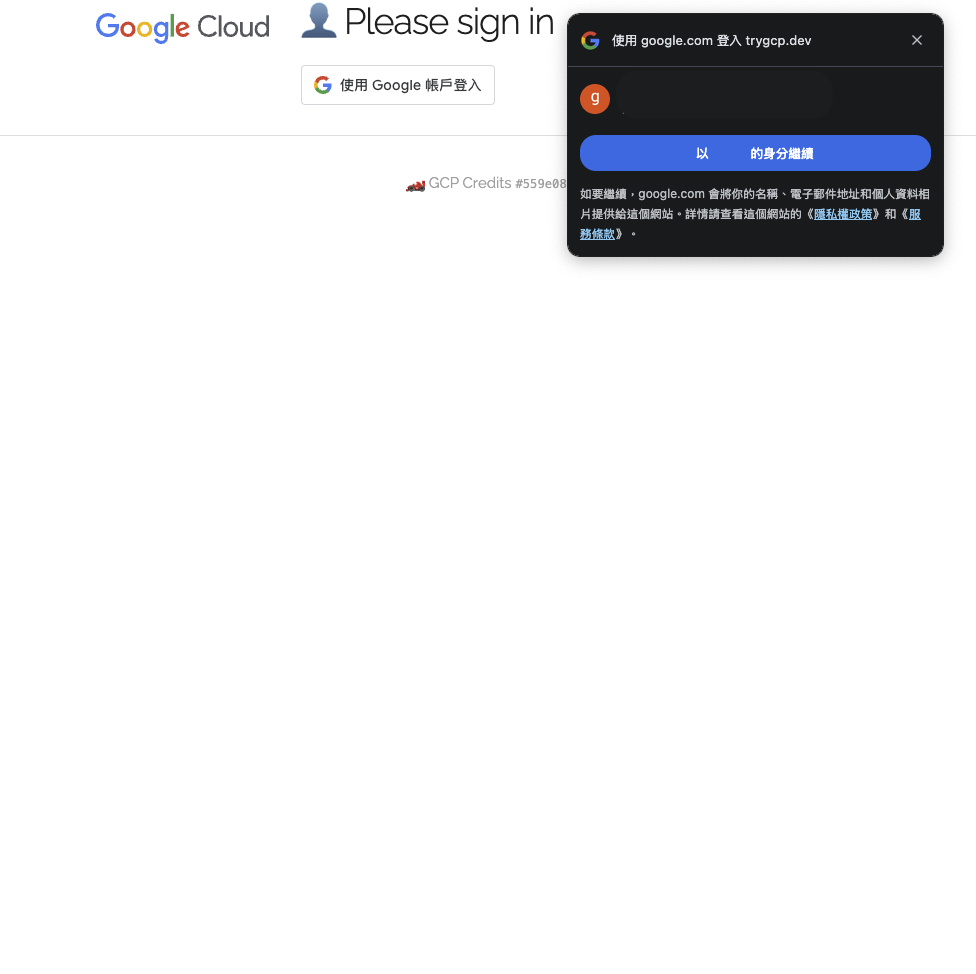 Google Cloud
Please sign in
使用 Google 帳戶登入
GCP Credits #559e08
使用 google.com 登入 trygcp.dev
g
以 的身分繼續
如要繼續，google.com 會將你的名稱、電子郵件地址和個人資料相
片提供給這個網站。詳情請查看這個網站的《隱私權政策》和《服
務條款》。